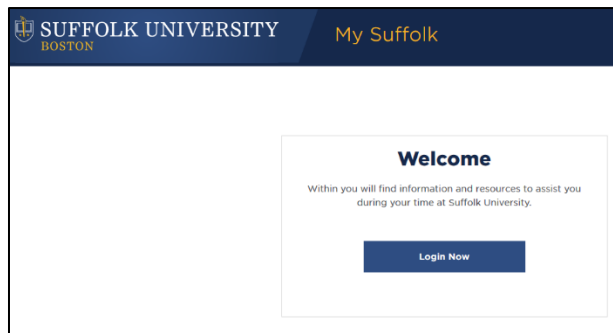 SUFFOLK UNIVERSITY
BOSTON
My Suffolk
Welcome
Within you will find information and resources to assist you
during your time at Suffolk University.
Login Now